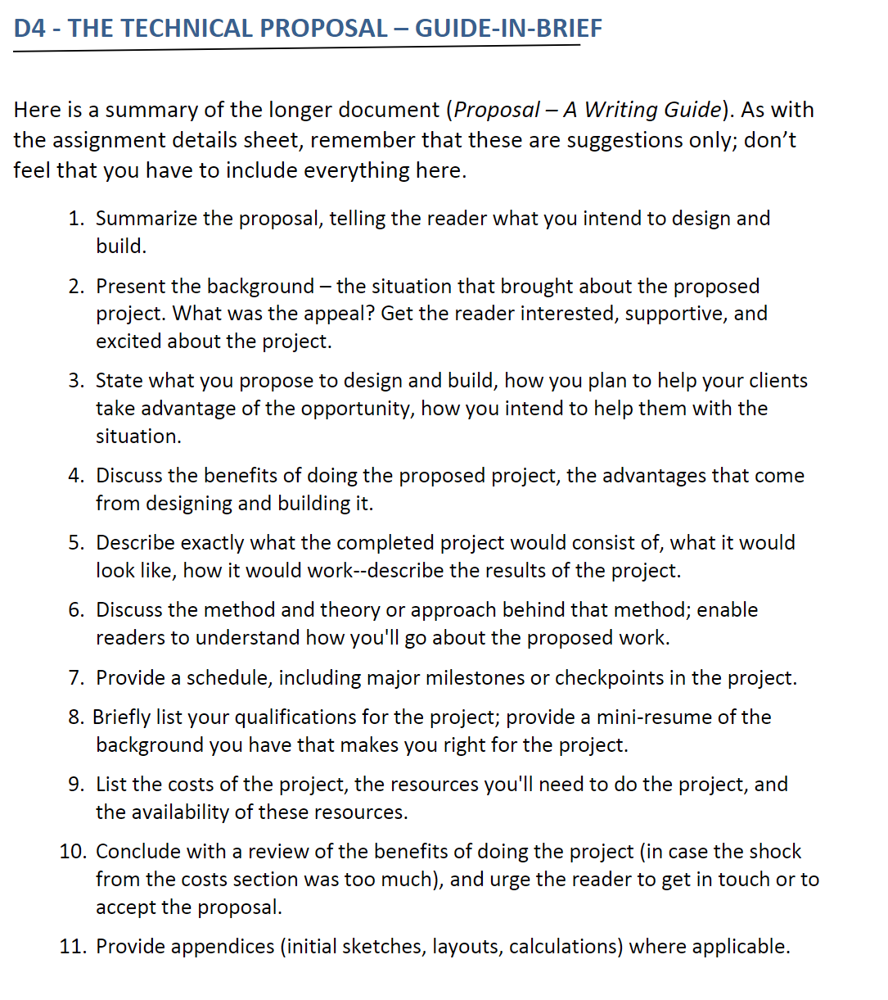 D4 - THE TECHNICAL PROPOSAL – GUIDE-IN-BRIEF
Here is a summary of the longer document (Proposal – A Writing Guide). As with
the assignment details sheet, remember that these are suggestions only; don’t
feel that you have to include everything here.
1. Summarize the proposal, telling the reader what you intend to design and
build.
2. Present the background – the situation that brought about the proposed
project. What was the appeal? Get the reader interested, supportive, and
excited about the project.
3. State what you propose to design and build, how you plan to help your clients
take advantage of the opportunity, how you intend to help them with the
situation.
4. Discuss the benefits of doing the proposed project, the advantages that come
from designing and building it.
5. Describe exactly what the completed project would consist of, what it would
look like, how it would work--describe the results of the project.
6. Discuss the method and theory or approach behind that method; enable
readers to understand how you'll go about the proposed work.
7. Provide a schedule, including major milestones or checkpoints in the project.
8. Briefly list your qualifications for the project; provide a mini-resume of the
background you have that makes you right for the project.
9. List the costs of the project, the resources you'll need to do the project, and
the availability of these resources.
10. Conclude with a review of the benefits of doing the project (in case the shock
from the costs section was too much), and urge the reader to get in touch or to
accept the proposal.
11. Provide appendices (initial sketches, layouts, calculations) where applicable.